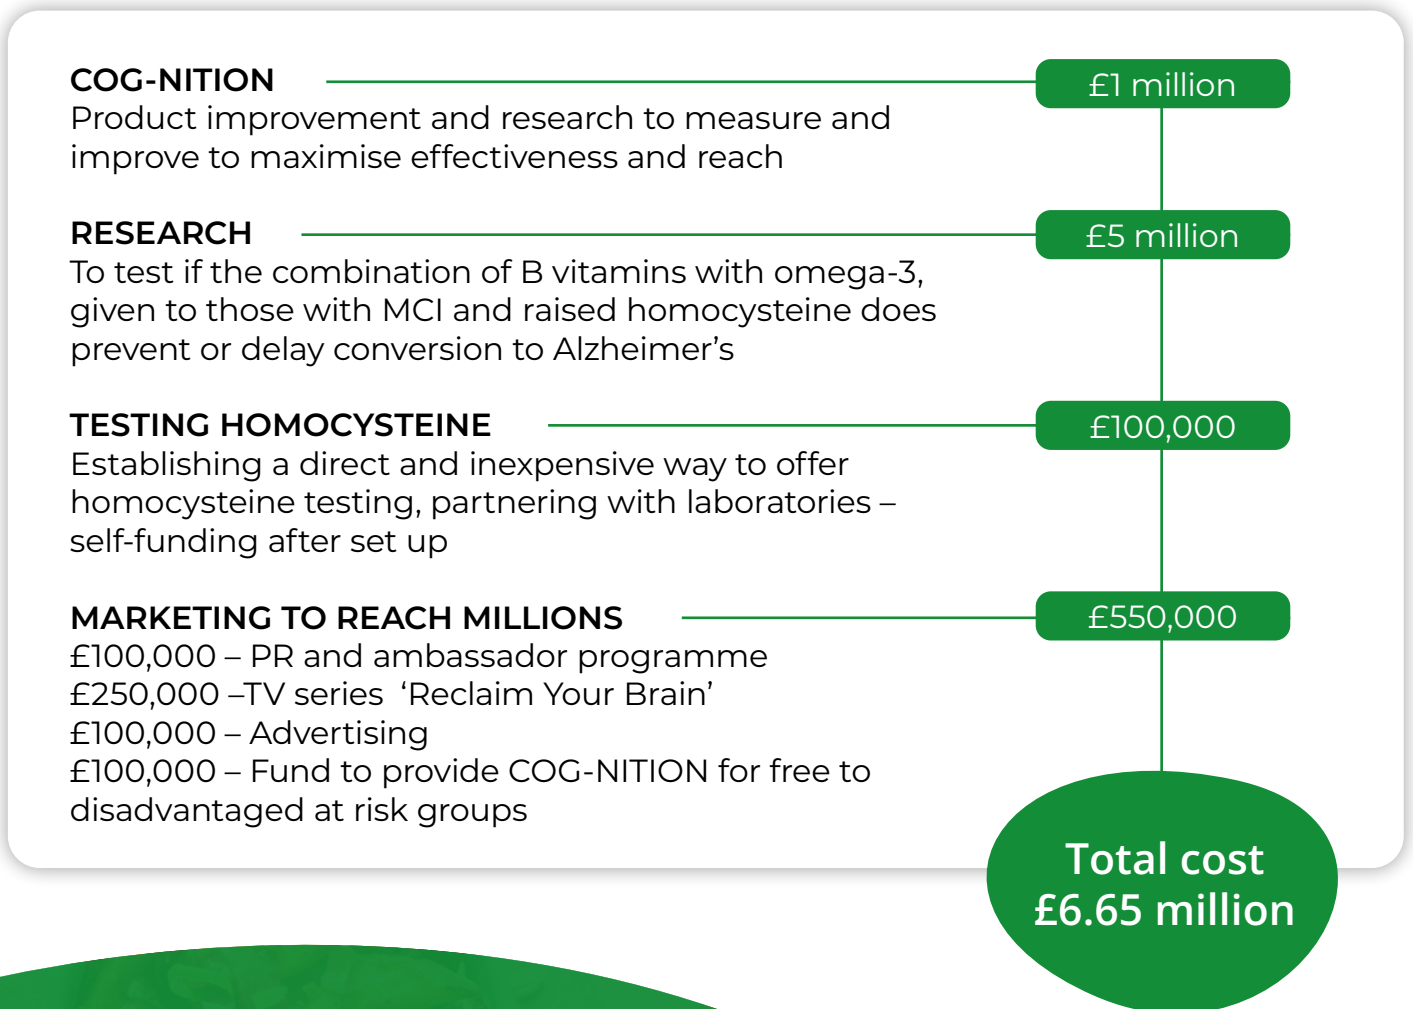 COG-NITION
£1 million
Product improvement and research to measure and
improve to maximise effectiveness and reach
RESEARCH
£5 million
To test if the combination of B vitamins with omega-3,
given to those with MCI and raised homocysteine does
prevent or delay conversion to Alzheimer’s
TESTING HOMOCYSTEINE
£100,000
Establishing a direct and inexpensive way to offer
homocysteine testing, partnering with laboratories –
self-funding after set up
MARKETING TO REACH MILLIONS
£550,000
£100,000 – PR and ambassador programme
£250,000 –TV series  ‘Reclaim Your Brain’
£100,000 – Advertising
£100,000 – Fund to provide COG-NITION for free to
disadvantaged at risk groups
Total cost
£6.65 million